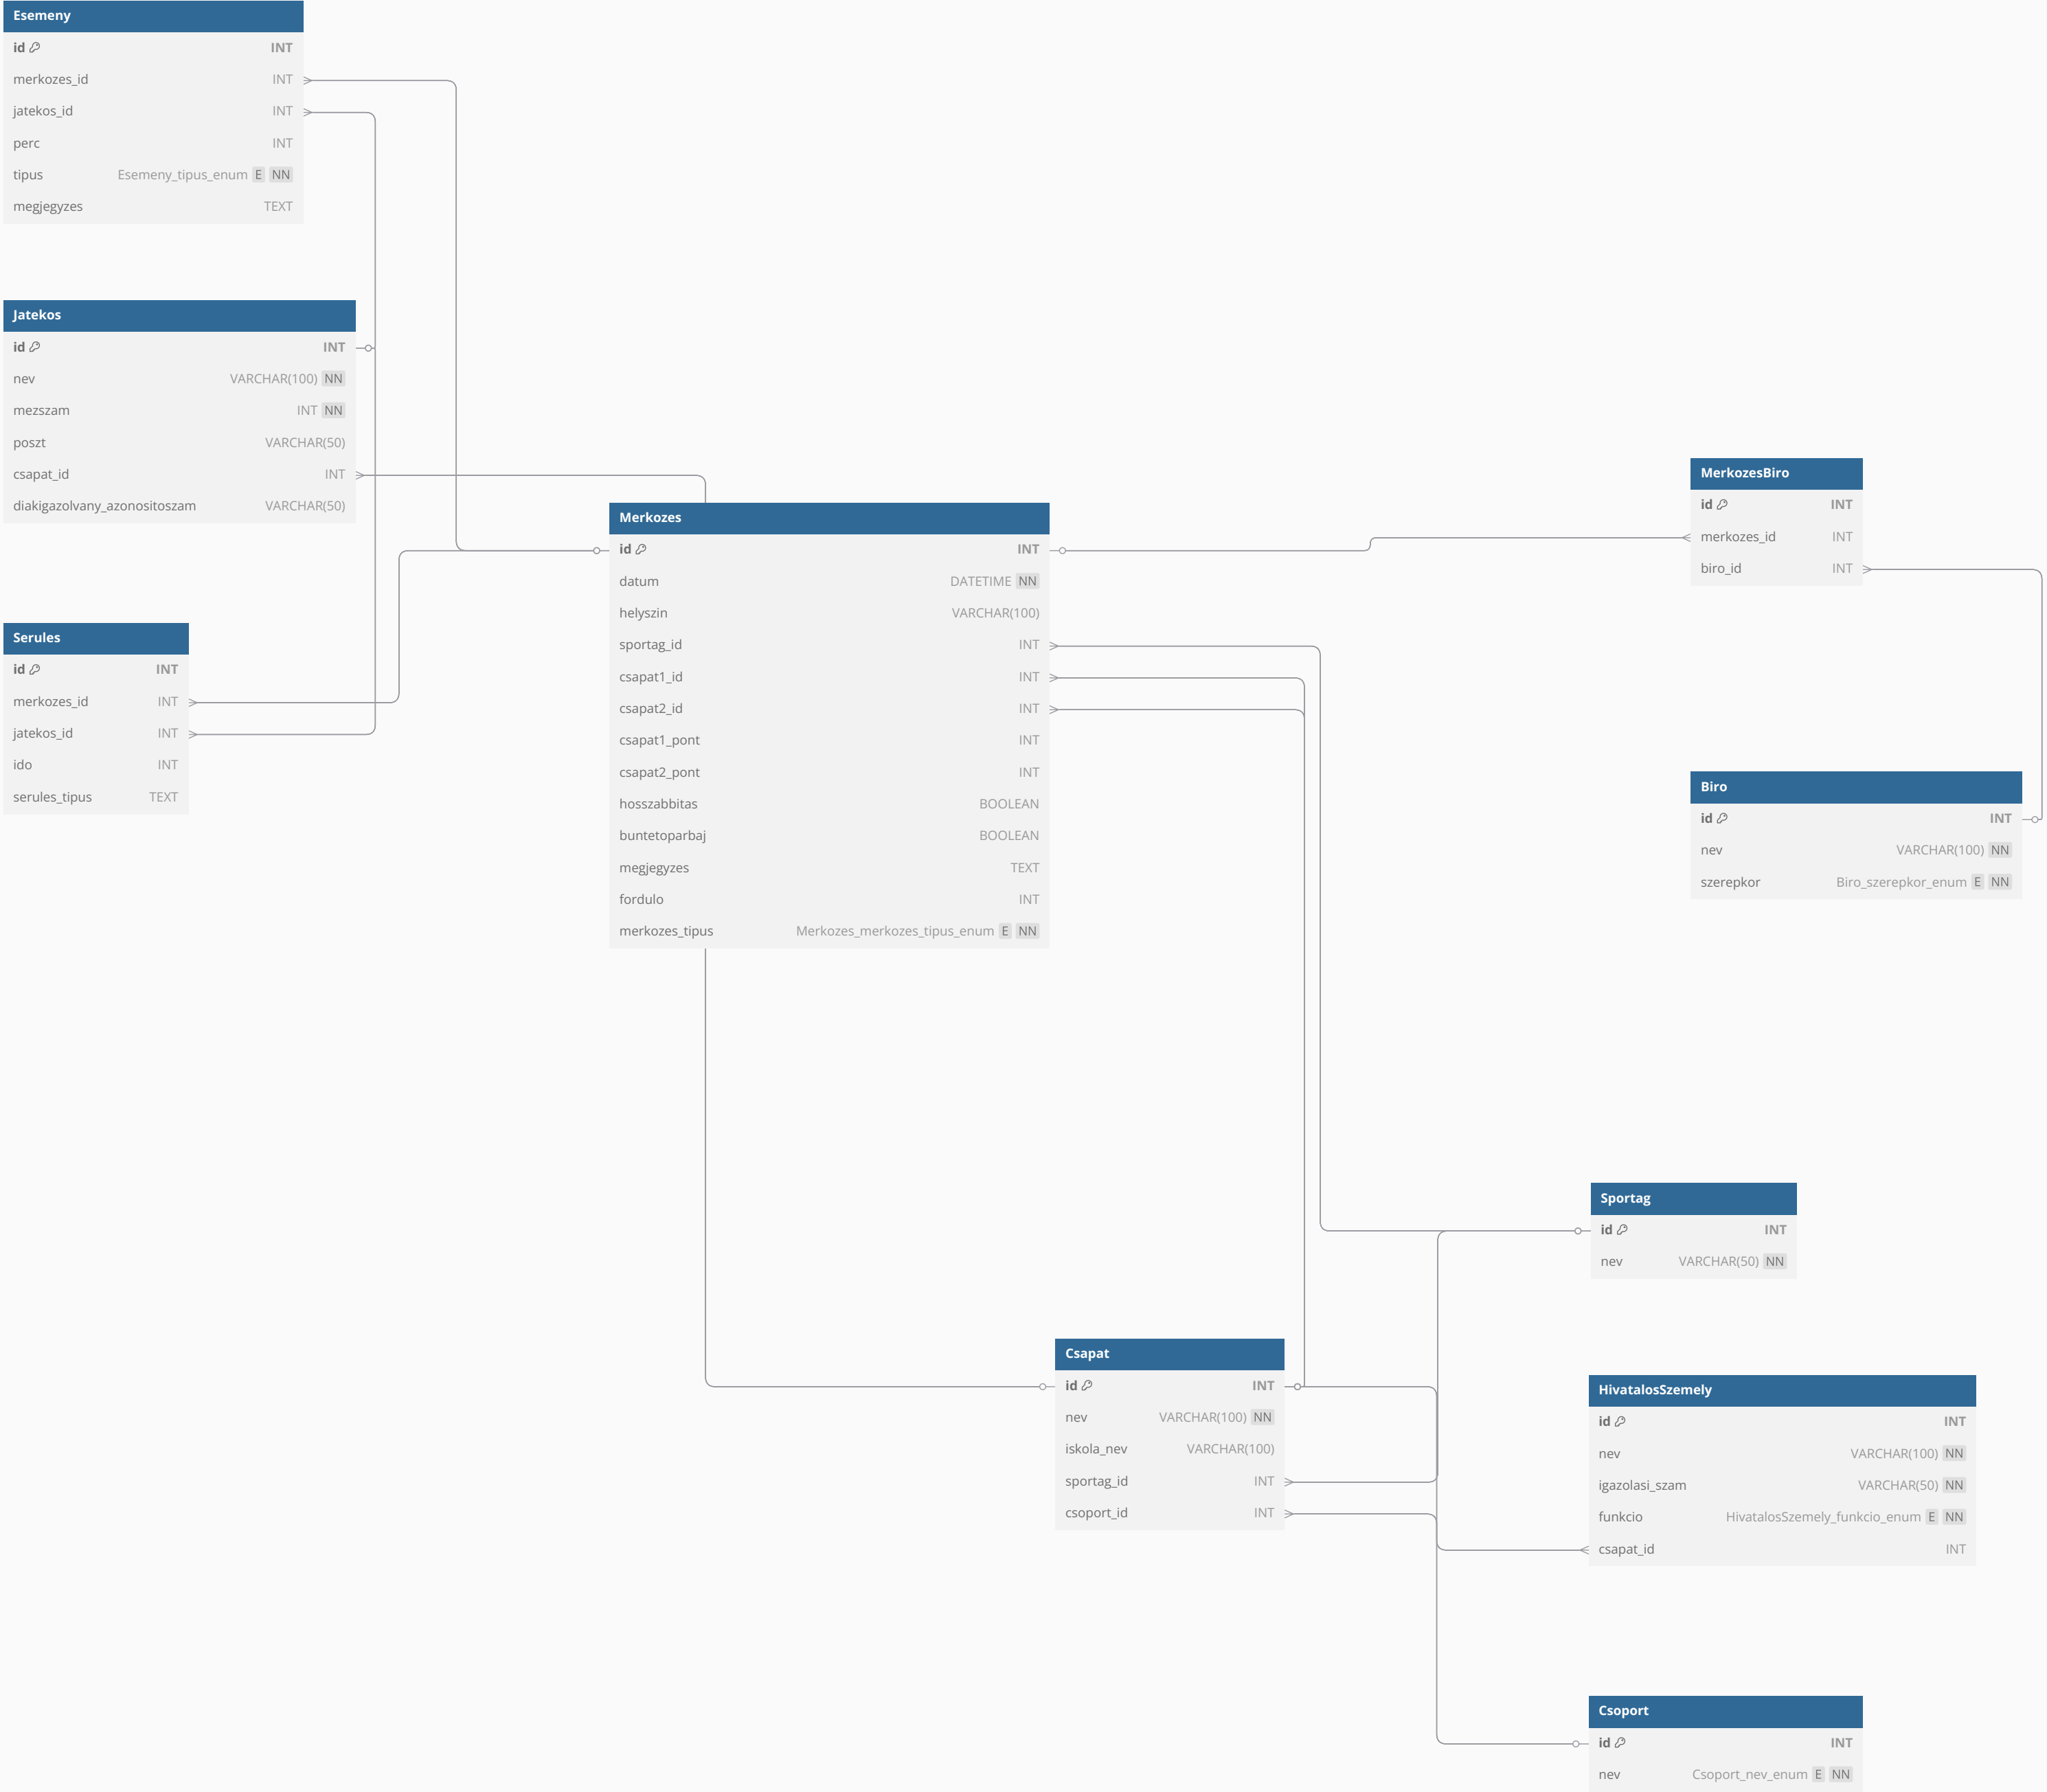 Esemeny
id INT
merkozes_id INT
jatekos_id INT
perc INT
tipus Esemeny_tipus_enum E NN
megjegyzes TEXT
Jatekos
id INT
nev VARCHAR(100) NN
mezszam INT NN
poszt VARCHAR(50)
csapat_id INT
diakigazolvany_azonositoszam VARCHAR(50)
Serules
id INT
merkozes_id INT
jatekos_id INT
ido INT
serules_tipus TEXT
Merkozes
id INT
datum DATETIME NN
helyszin VARCHAR(100)
sportag_id INT
csapat1_id INT
csapat2_id INT
csapat1_pont INT
csapat2_pont INT
hosszabbitas BOOLEAN
buntetoparbaj BOOLEAN
megjegyzes TEXT
fordulo INT
merkozes_tipus Merkozes_merkozes_tipus_enum E NN
MerkozesBiro
id INT
merkozes_id INT
biro_id INT
Biro
id INT
nev VARCHAR(100) NN
szerepkor Biro_szerepkor_enum E NN
Sportag
id INT
nev VARCHAR(50) NN
Csapat
id INT
nev VARCHAR(100) NN
iskola_nev VARCHAR(100)
sportag_id INT
csoport_id INT
HivatalosSzemely
id INT
nev VARCHAR(100) NN
igazolasi_szam VARCHAR(50) NN
funkcio HivatalosSzemely_funkcio_enum E NN
csapat_id INT
Csoport
id INT
nev Csoport_nev_enum E NN